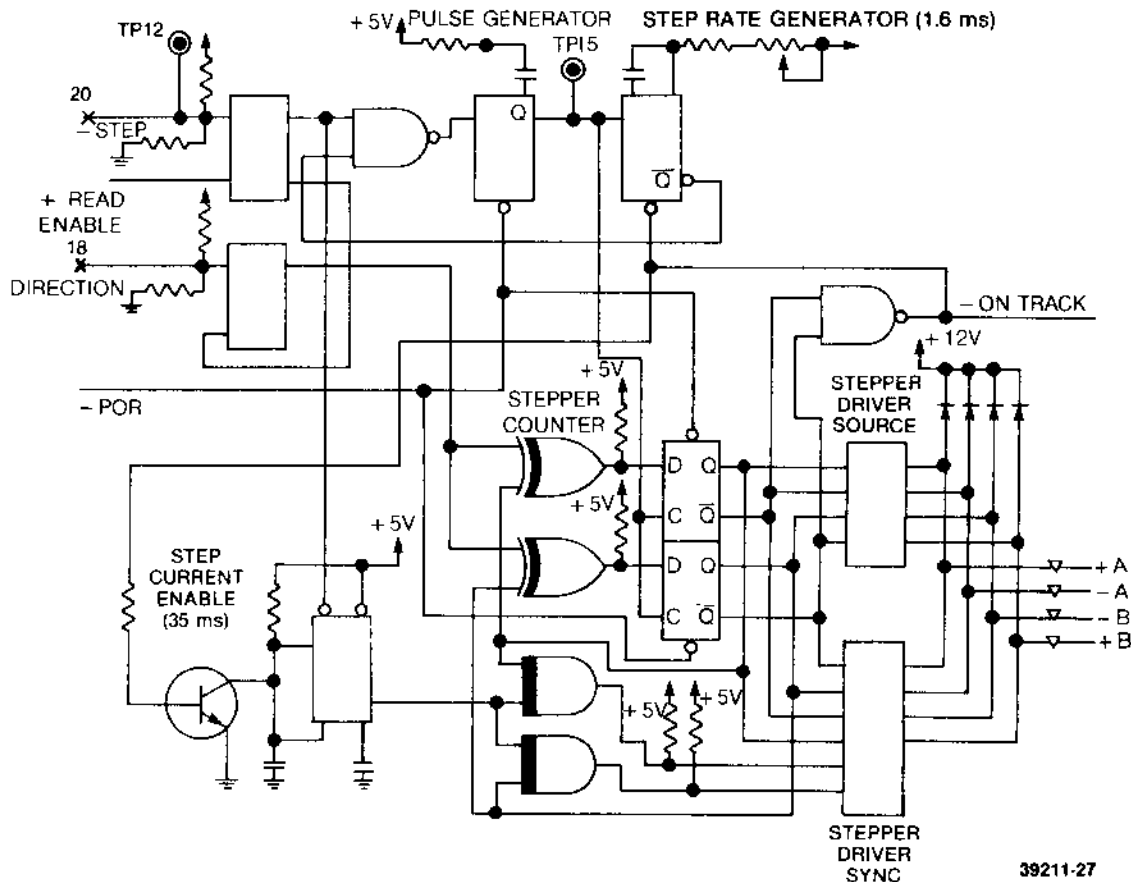 + 5V
PULSE GENERATOR
STEP RATE GENERATOR (1.6 ms)
TP12
TPI5
20
– STEP
Q
Q̅
+ READ
ENABLE
18
DIRECTION
– ON TRACK
+ 12V
– POR
+ 5V
STEPPER
COUNTER
STEPPER
DRIVER
SOURCE
D Q
C Q̅
+ 5V
D Q
C Q̅
+ 5V
STEP
CURRENT
ENABLE
(35 ms)
+ A
– A
– B
+ B
+ 5V
+ 5V
STEPPER
DRIVER
SYNC
39211-27